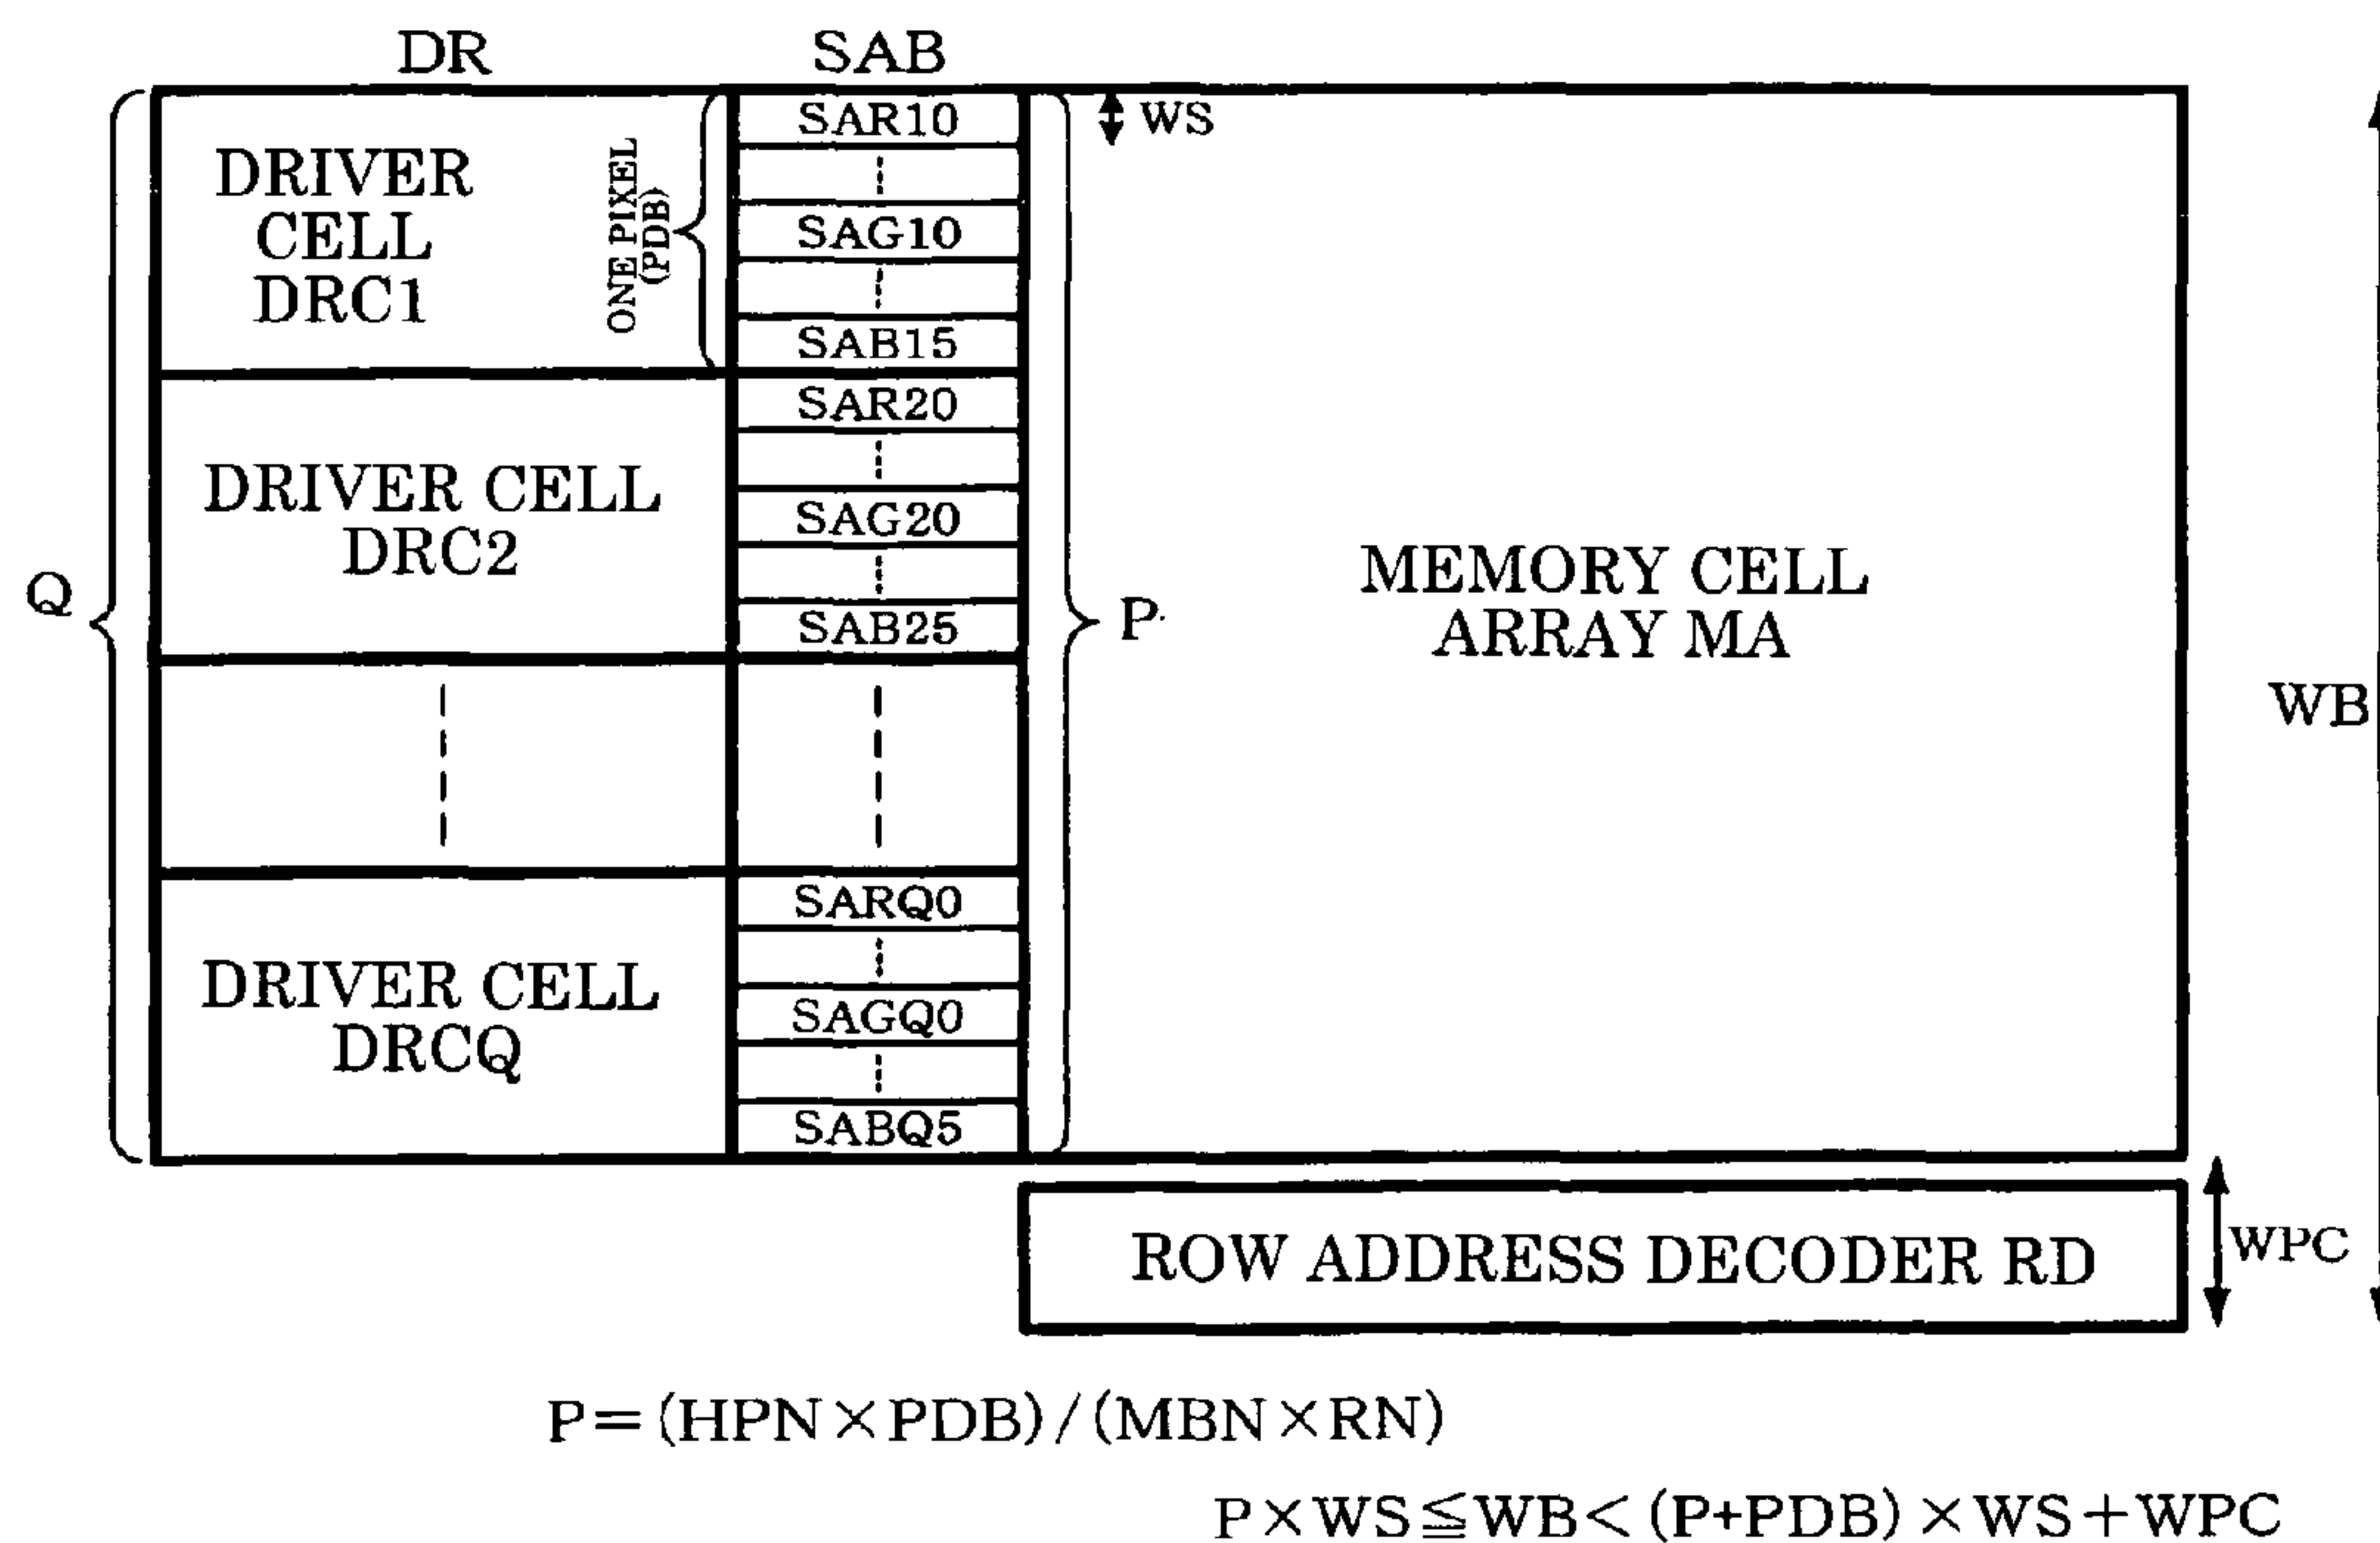 DR
SAB
DRIVER
CELL
DRC1
ONE PIXEL
(PDB)
SAR10
SAG10
SAB15
WS
DRIVER CELL
DRC2
SAR20
SAG20
SAB25
Q
P
MEMORY CELL
ARRAY MA
WB
DRIVER CELL
DRCQ
SARQ0
SAGQ0
SABQ5
ROW ADDRESS DECODER RD
WPC
P=(HPN×PDB)/(MBN×RN)
P×WS≦WB<(P+PDB)×WS+WPC